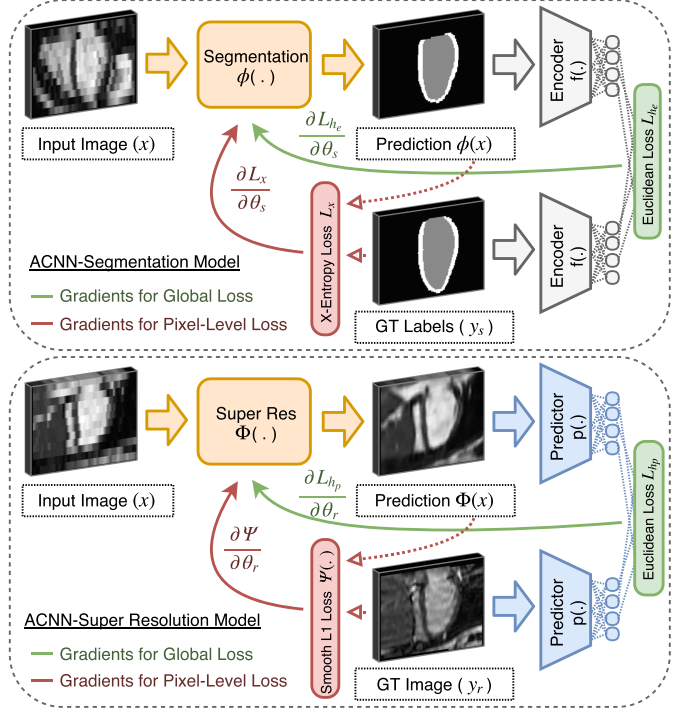 Segmentation
ϕ( . )
Encoder
f(.)
Input Image (x)
Prediction ϕ(x)
Euclidean Loss L_{h_e}
∂L_{h_e}
∂θ_s
∂L_x
∂θ_s
X-Entropy Loss L_x
Encoder
f(.)
ACNN-Segmentation Model
Gradients for Global Loss
Gradients for Pixel-Level Loss
GT Labels ( y_s )
Super Res
Φ( . )
Predictor
p(.)
Input Image (x)
Prediction Φ(x)
Euclidean Loss L_{h_p}
∂L_{h_p}
∂θ_r
∂Ψ
∂θ_r
Smooth L1 Loss Ψ(. )
Predictor
p(.)
ACNN-Super Resolution Model
Gradients for Global Loss
Gradients for Pixel-Level Loss
GT Image ( y_r )